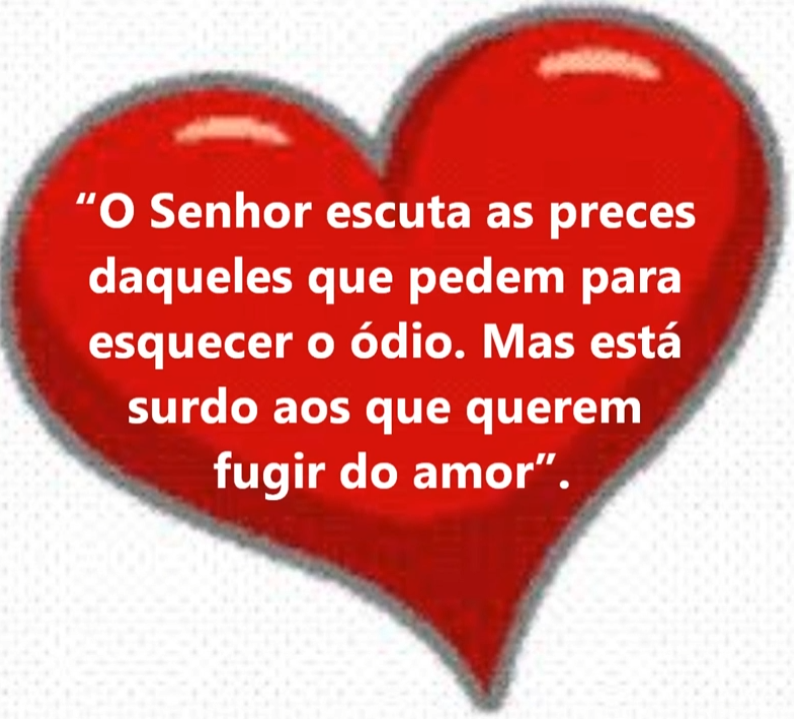 “O Senhor escuta as preces
daqueles que pedem para
esquecer o ódio. Mas está
surdo aos que querem
fugir do amor”.